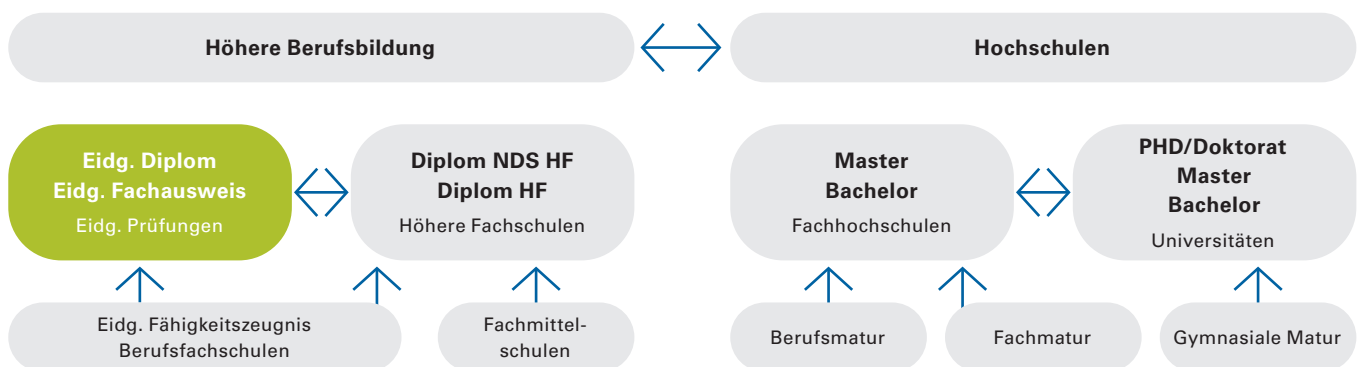 Höhere Berufsbildung
Hochschulen
Eidg. Diplom
Eidg. Fachausweis
Eidg. Prüfungen
Diplom NDS HF
Diplom HF
Höhere Fachschulen
Master
Bachelor
Fachhochschulen
PHD/Doktorat
Master
Bachelor
Universitäten
Eidg. Fähigkeitszeugnis
Berufsfachschulen
Fachmittel-
schulen
Berufsmatur
Fachmatur
Gymnasiale Matur